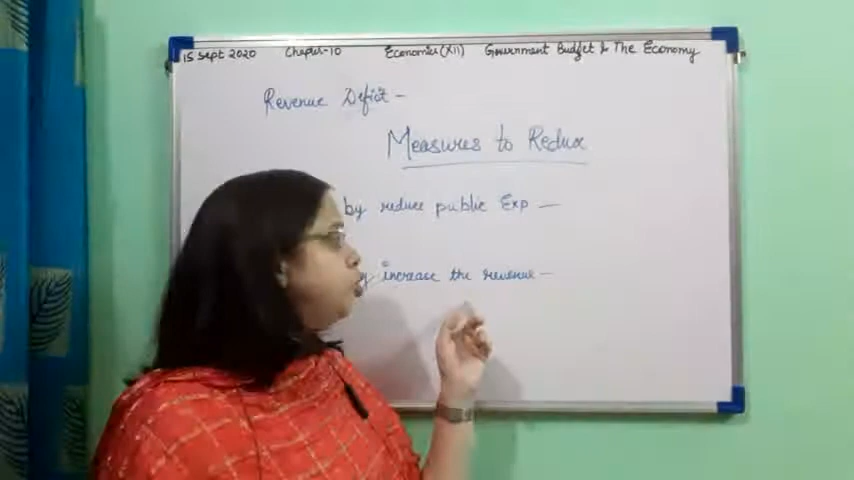 15 Sept 2020 Chapter-10 Economics (XII) Government Budget & The Economy
Revenue Deficit -
Measures to Reduce
by reduce public Exp —
increase the revenue -